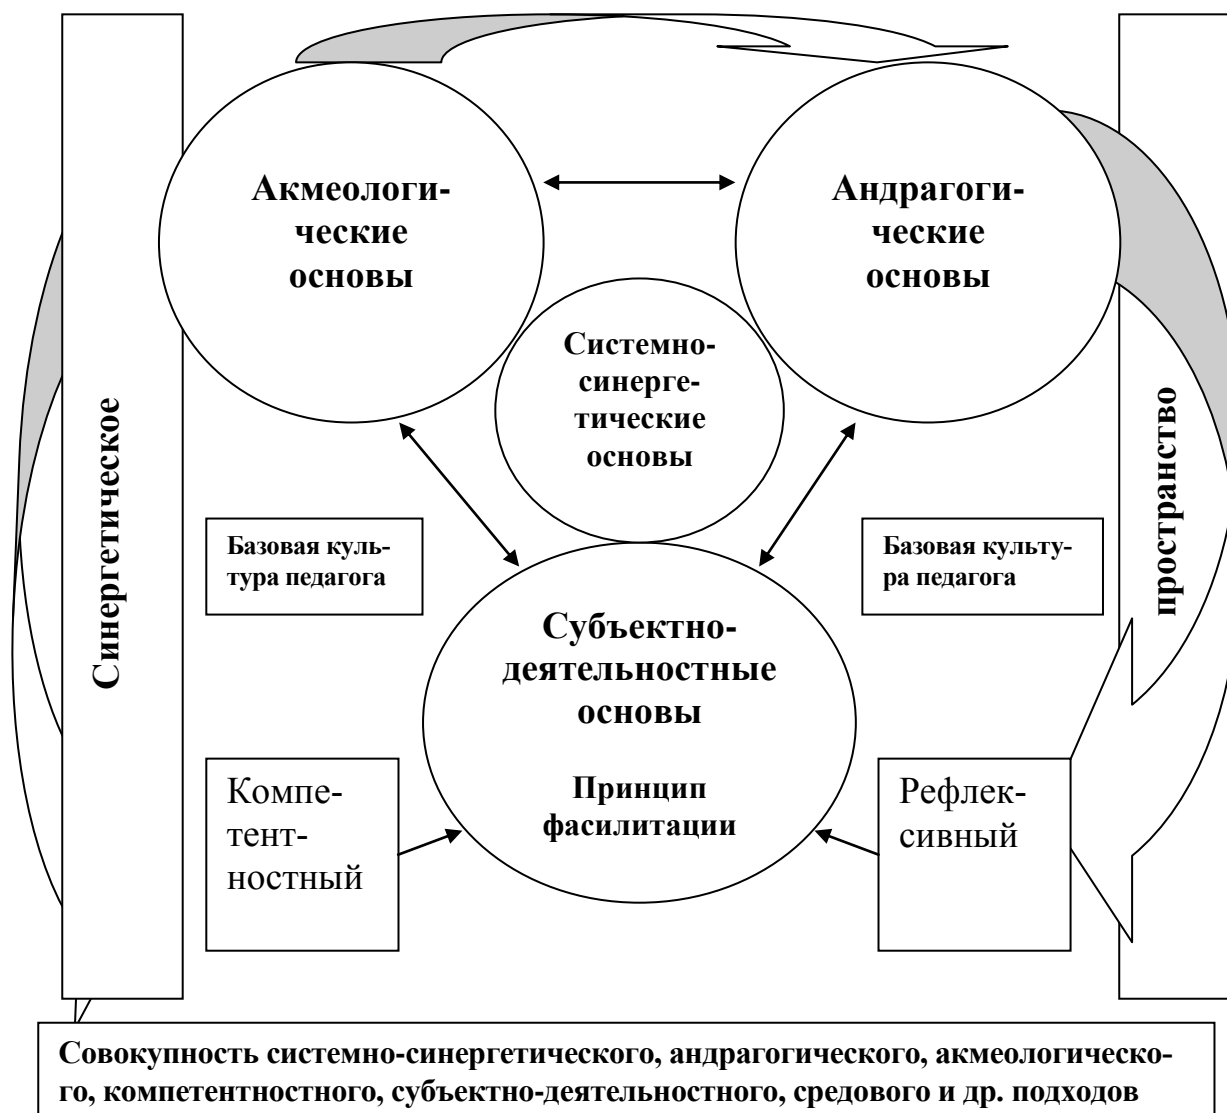 Акмеологи-
ческие
основы
Андрагоги-
ческие
основы
Системно-
синерге-
тические
основы
Синергетическое
пространство
Базовая куль-
тура педагога
Базовая культу-
ра педагога
Субъектно-
деятельностные
основы
Принцип
фасилитации
Компе-
тент-
ностный
Рефлек-
сивный
Совокупность системно-синергетического, андрагогического, акмеологическо-
го, компетентностного, субъектно-деятельностного, средового и др. подходов